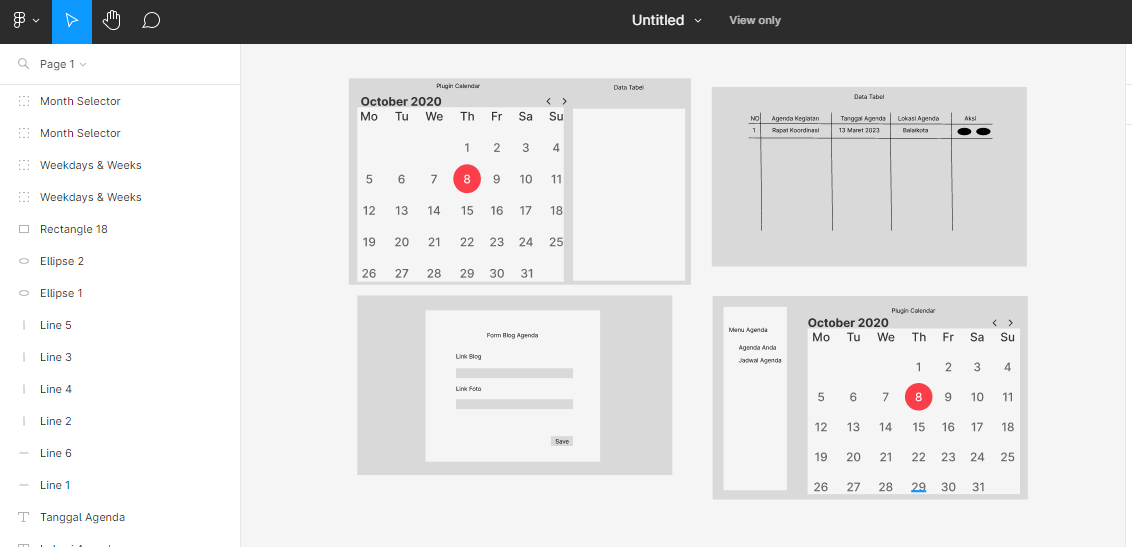 Untitled
View only
Page 1
Month Selector
Month Selector
Weekdays & Weeks
Weekdays & Weeks
Rectangle 18
Ellipse 2
Ellipse 1
Line 5
Line 3
Line 4
Line 2
Line 6
Line 1
Tanggal Agenda
Plugin Calendar
Data Tabel
October 2020
Mo Tu We Th Fr Sa Su
1 2 3 4
5 6 7 8 9 10 11
12 13 14 15 16 17 18
19 20 21 22 23 24 25
26 27 28 29 30 31
Data Tabel
NO Agenda Kegiatan Tanggal Agenda Lokasi Agenda Aksi
1 Rapat Koordinasi 13 Maret 2023 Balaikota
Form Blog Agenda
Link Blog
Link Foto
Save
Menu Agenda
Agenda Anda
Jadwal Agenda
Plugin Calendar
October 2020
Mo Tu We Th Fr Sa Su
1 2 3 4
5 6 7 8 9 10 11
12 13 14 15 16 17 18
19 20 21 22 23 24 25
26 27 28 29 30 31